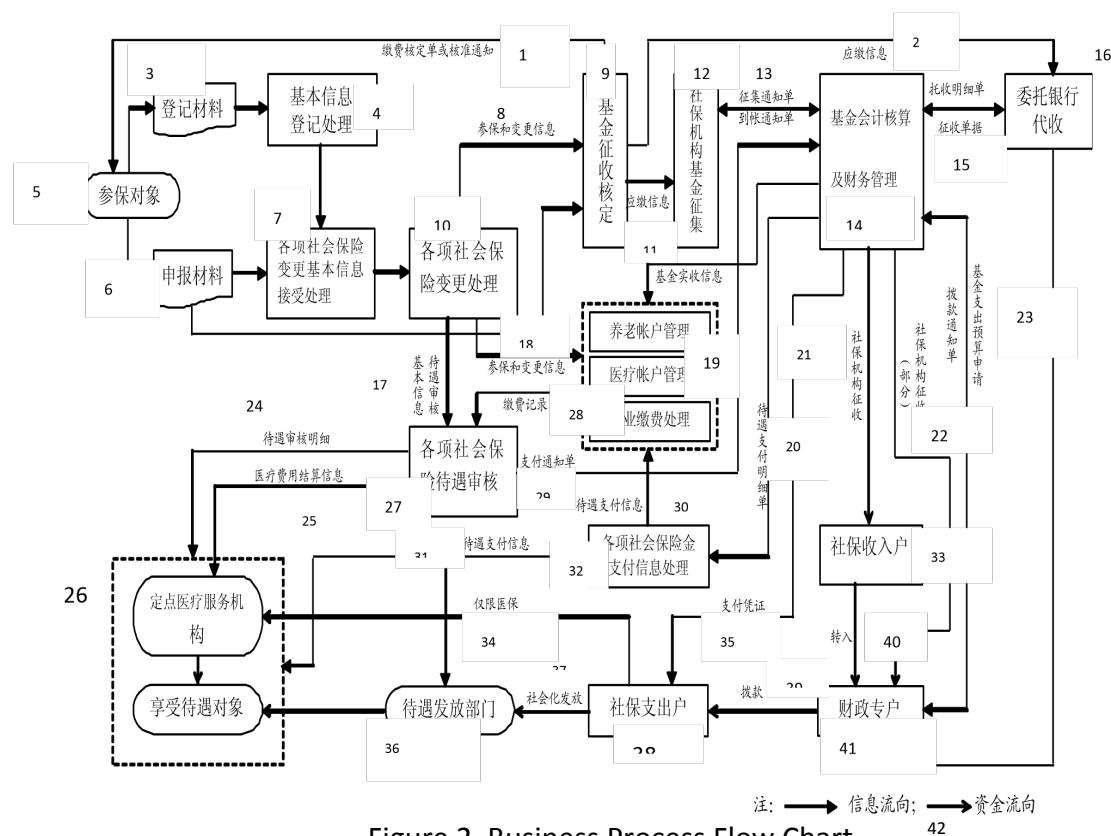 1
缴费核定单或核准通知
2
应缴信息
16
3
登记材料
基本信息
登记处理
4
8
参保和变更信息
9
基金征收核定
12
社保机构基金征集
13
征集通知单
到帐通知单
基金会计核算
及财务管理
14
托收明细单
征收单据
15
委托银行
代收
5
参保对象
应缴信息
7
各项社会保险
变更基本信息
接受处理
10
各项社会保
险变更处理
6
申报材料
基金实收信息
养老帐户管理
医疗帐户管理
19
业缴费处理
18
参保和变更信息
17
基本信息
待遇审核
缴费记录
28
21
社保机构征收
社保机构征收
(部分)
拨款通知单
基金支出预算申请
23
22
20
待遇支付明细单
24
待遇审核明细
医疗费用结算信息
各项社会保
险待遇审核
27
支付通知单
29
25
31
待遇支付信息
待遇支付信息
30
32
各项社会保险金
支付信息处理
社保收入户
33
26
定点医疗服务机
构
仅限医保
34
支付凭证
35
转入
40
享受待遇对象
待遇发放部门
36
社会化发放
社保支出户
拨款
财政专户
41
注:
信息流向;
资金流向
42
Figure 2. Business Process Flow Chart